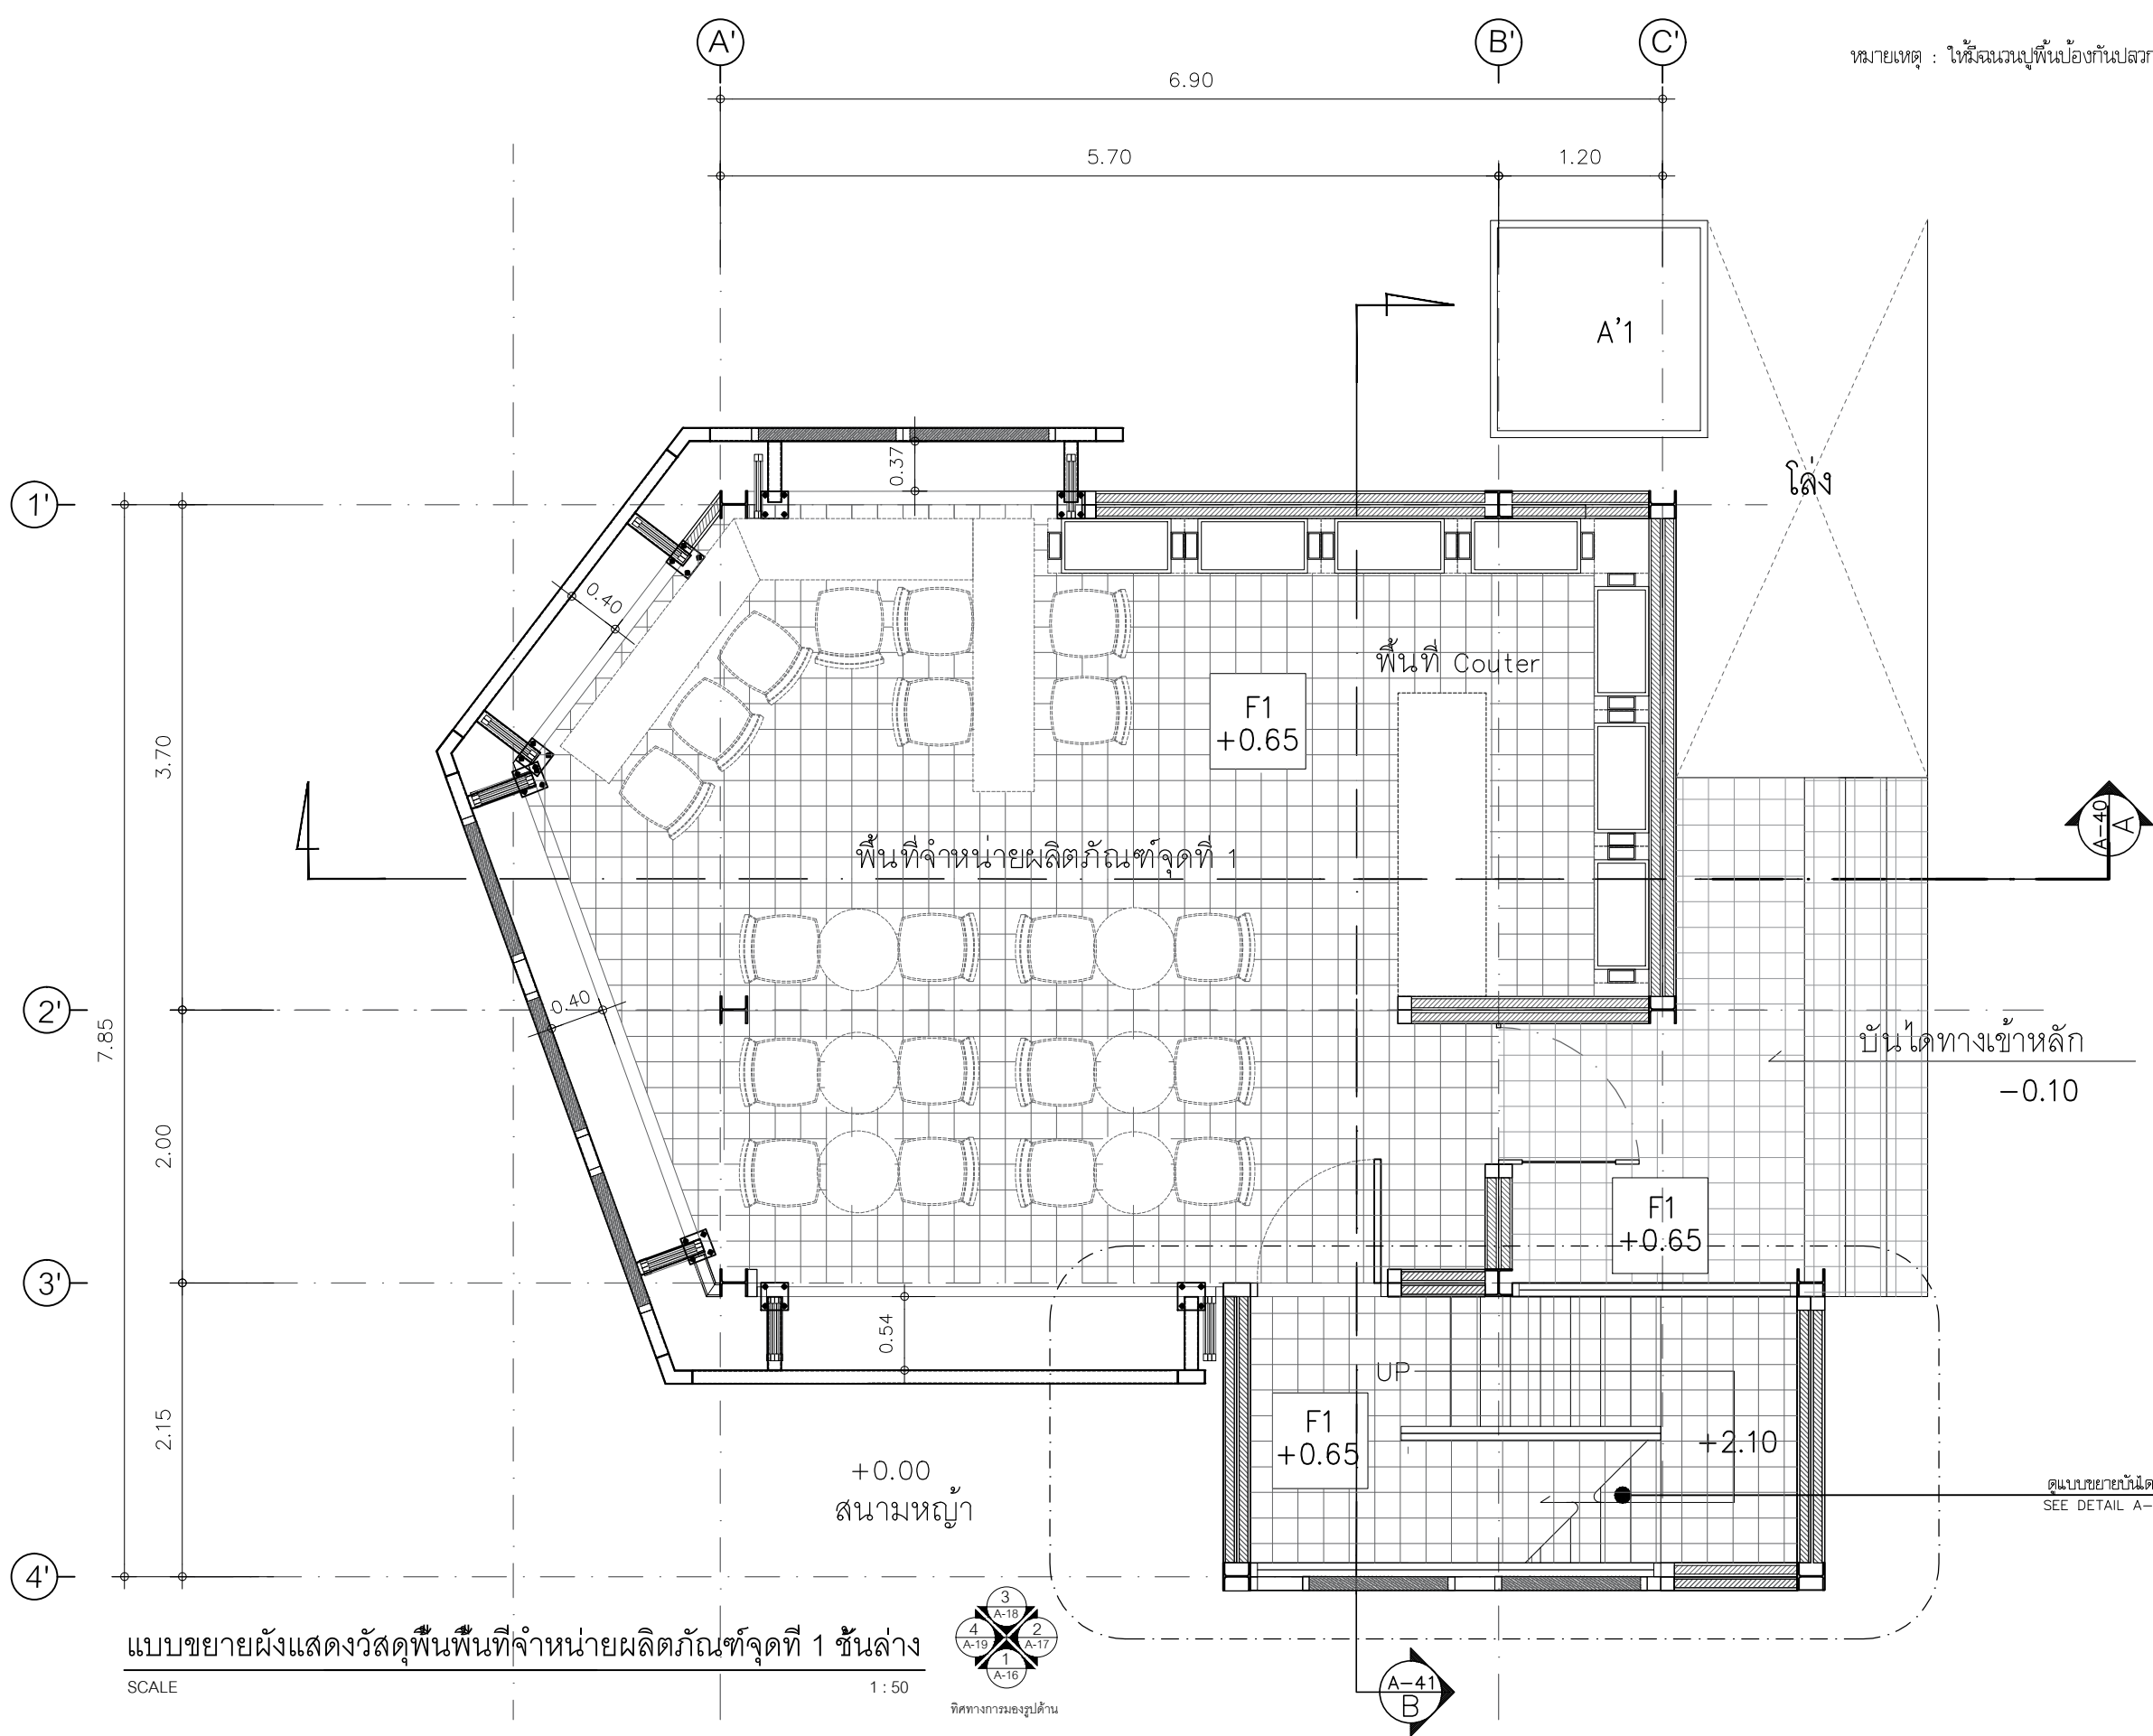 A'
B'
C'
หมายเหตุ : ให้มีฉนวนปูพื้นป้องกันปลวก
6.90
5.70
1.20
A'1
โล่ง
0.37
1'
0.40
พื้นที่ Couter
F1
+0.65
3.70
A-40
A
พื้นที่จำหน่ายผลิตภัณฑ์จุดที่ 1
2'
0.40
7.85
บันไดทางเข้าหลัก
-0.10
2.00
F1
+0.65
3'
0.54
UP
F1
+0.65
+2.10
2.15
+0.00
สนามหญ้า
ดูแบบขยายบันได
SEE DETAIL A-
4'
แบบขยายผังแสดงวัสดุพื้นพื้นที่จำหน่ายผลิตภัณฑ์จุดที่ 1 ชั้นล่าง
SCALE
1 : 50
3
A-18
4
A-19
2
A-17
1
A-16
ทิศทางการมองรูปด้าน
A-41
B